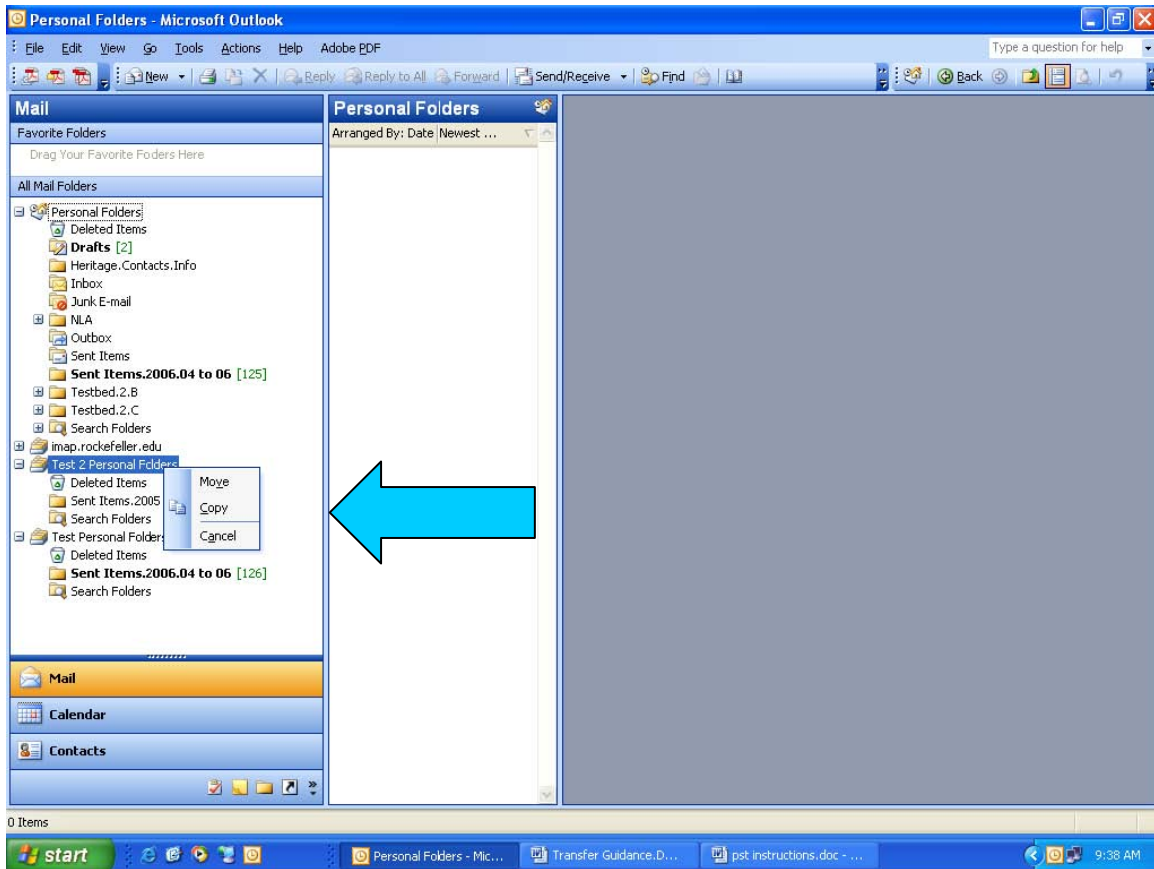 Personal Folders - Microsoft Outlook
File Edit View Go Tools Actions Help Adobe PDF Type a question for help
New Reply Reply to All Forward Send/Receive Find Back
Mail
Favorite Folders
Drag Your Favorite Foders Here
All Mail Folders
Personal Folders
Deleted Items
Drafts [2]
Heritage.Contacts.Info
Inbox
Junk E-mail
NLA
Outbox
Sent Items
Sent Items.2006.04 to 06 [125]
Testbed.2.B
Testbed.2.C
Search Folders
imap.rockefeller.edu
Test 2 Personal Folders
Deleted Items
Sent Items.2005
Search Folders
Test Personal Folder
Deleted Items
Sent Items.2006.04 to 06 [126]
Search Folders
Move
Copy
Cancel
Mail
Calendar
Contacts
Personal Folders
Arranged By: Date Newest ...
0 Items
start Personal Folders - Mic... Transfer Guidance.D... pst instructions.doc - ... 9:38 AM